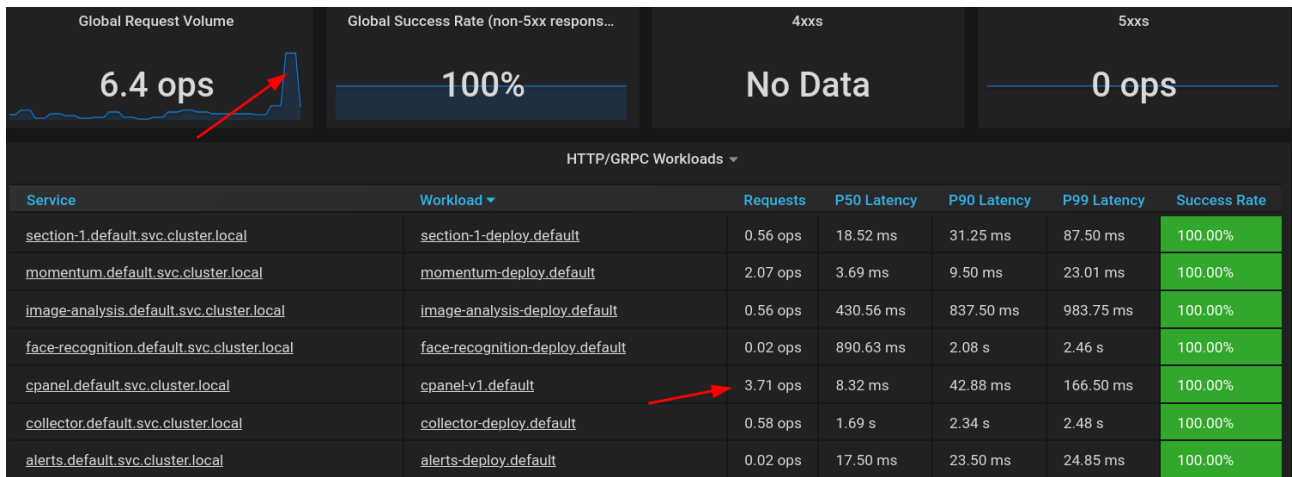 Global Request Volume
Global Success Rate (non-5xx respons...
4xxs
5xxs
6.4 ops
100%
No Data
0 ops
HTTP/GRPC Workloads
Service Workload Requests P50 Latency P90 Latency P99 Latency Success Rate
section-1.default.svc.cluster.local section-1-deploy.default 0.56 ops 18.52 ms 31.25 ms 87.50 ms 100.00%
momentum.default.svc.cluster.local momentum-deploy.default 2.07 ops 3.69 ms 9.50 ms 23.01 ms 100.00%
image-analysis.default.svc.cluster.local image-analysis-deploy.default 0.56 ops 430.56 ms 837.50 ms 983.75 ms 100.00%
face-recognition.default.svc.cluster.local face-recognition-deploy.default 0.02 ops 890.63 ms 2.08 s 2.46 s 100.00%
cpanel.default.svc.cluster.local cpanel-v1.default 3.71 ops 8.32 ms 42.88 ms 166.50 ms 100.00%
collector.default.svc.cluster.local collector-deploy.default 0.58 ops 1.69 s 2.34 s 2.48 s 100.00%
alerts.default.svc.cluster.local alerts-deploy.default 0.02 ops 17.50 ms 23.50 ms 24.85 ms 100.00%